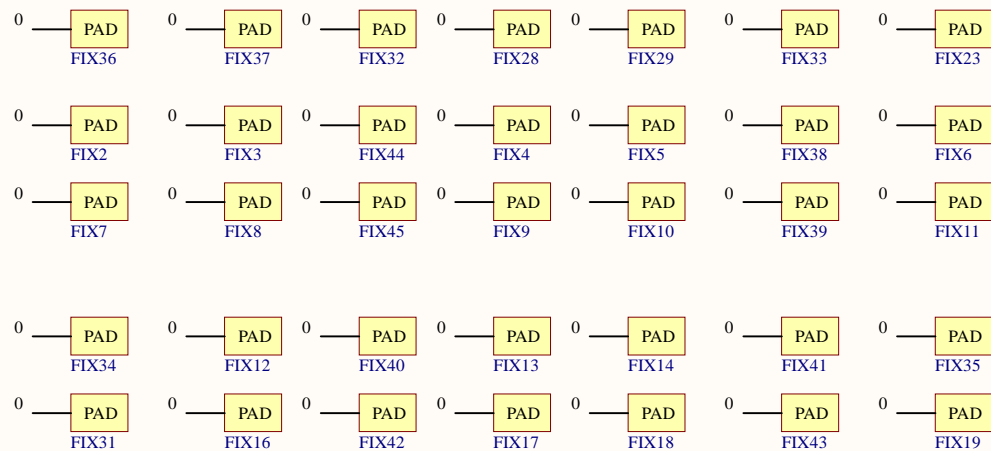 0 PAD 0 PAD 0 PAD 0 PAD 0 PAD 0 PAD 0 PAD
FIX36 FIX37 FIX32 FIX28 FIX29 FIX33 FIX23
0 PAD 0 PAD 0 PAD 0 PAD 0 PAD 0 PAD 0 PAD
FIX2 FIX3 FIX44 FIX4 FIX5 FIX38 FIX6
0 PAD 0 PAD 0 PAD 0 PAD 0 PAD 0 PAD 0 PAD
FIX7 FIX8 FIX45 FIX9 FIX10 FIX39 FIX11
0 PAD 0 PAD 0 PAD 0 PAD 0 PAD 0 PAD 0 PAD
FIX34 FIX12 FIX40 FIX13 FIX14 FIX41 FIX35
0 PAD 0 PAD 0 PAD 0 PAD 0 PAD 0 PAD 0 PAD
FIX31 FIX16 FIX42 FIX17 FIX18 FIX43 FIX19